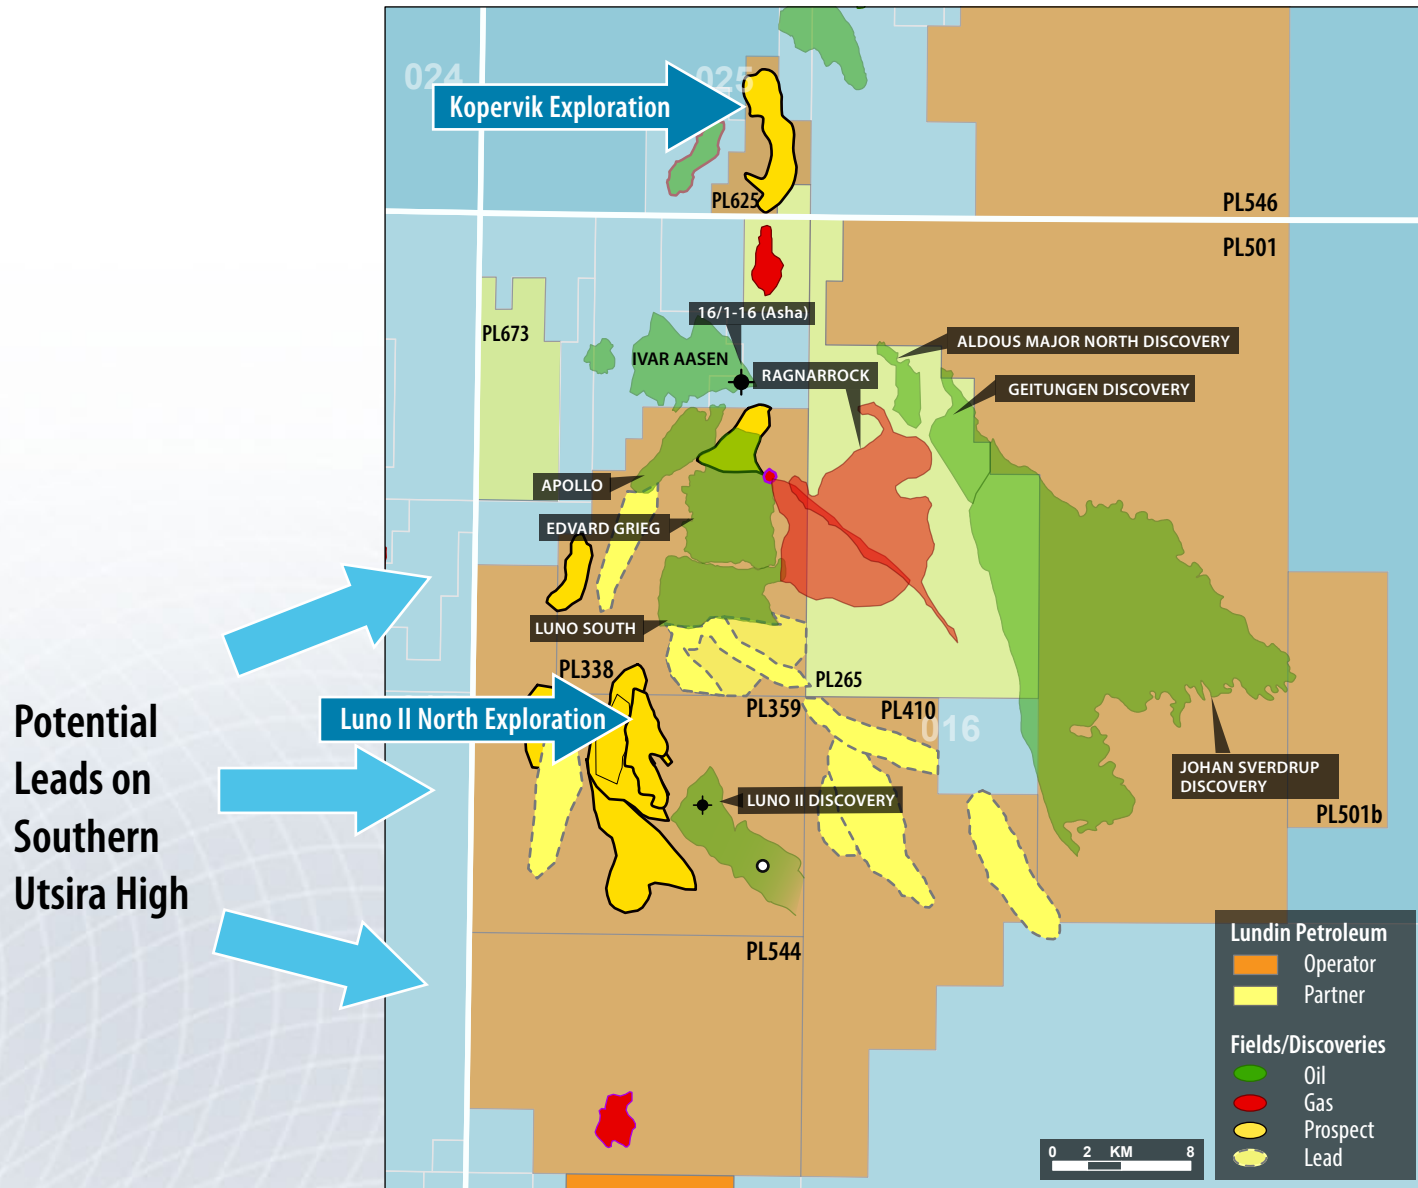 024
025
Kopervik Exploration
PL625
PL546
PL501
16/1-16 (Asha)
PL673
IVAR AASEN
RAGNARROCK
ALDOUS MAJOR NORTH DISCOVERY
GEITUNGEN DISCOVERY
APOLLO
EDVARD GRIEG
LUNO SOUTH
PL338
PL265
Potential
Leads on
Southern
Utsira High
Luno II North Exploration
PL359
PL410
016
JOHAN SVERDRUP
DISCOVERY
LUNO II DISCOVERY
PL501b
PL544
Lundin Petroleum
Operator
Partner
Fields/Discoveries
Oil
Gas
Prospect
Lead
0 2 KM 8